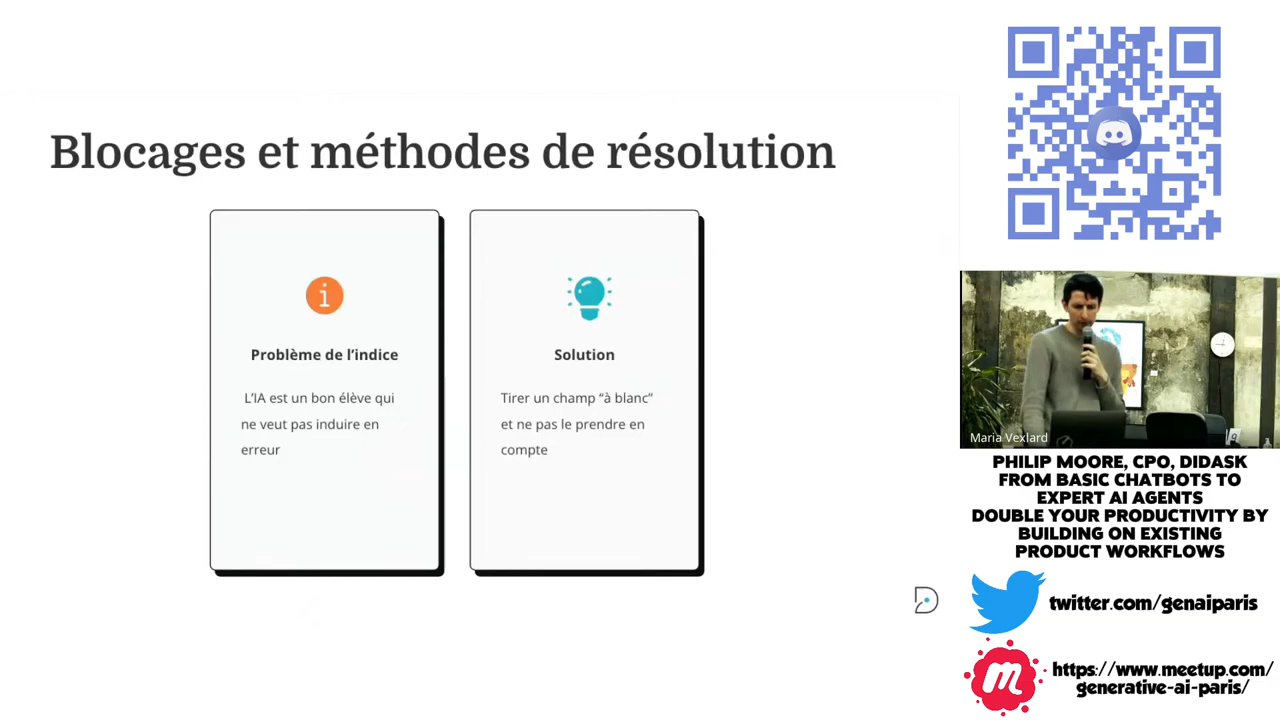 Blocages et méthodes de résolution
Problème de l’indice
L’IA est un bon élève qui
ne veut pas induire en
erreur
Solution
Tirer un champ “à blanc”
et ne pas le prendre en
compte
Maria Vexlard
PHILIP MOORE, CPO, DIDASK
FROM BASIC CHATBOTS TO
EXPERT AI AGENTS
DOUBLE YOUR PRODUCTIVITY BY
BUILDING ON EXISTING
PRODUCT WORKFLOWS
twitter.com/genaiparis
https://www.meetup.com/
generative-ai-paris/